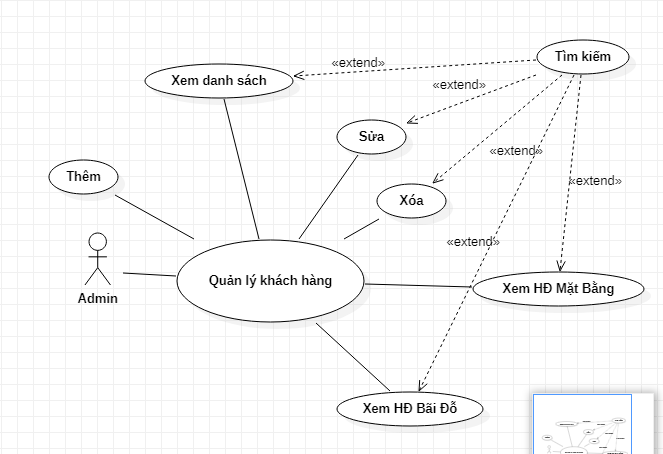 Tìm kiếm
«extend»
Xem danh sách
«extend»
Sửa
«extend»
Thêm
«extend»
Xóa
«extend»
Quản lý khách hàng
Xem HĐ Mặt Bằng
Admin
Xem HĐ Bãi Đỗ